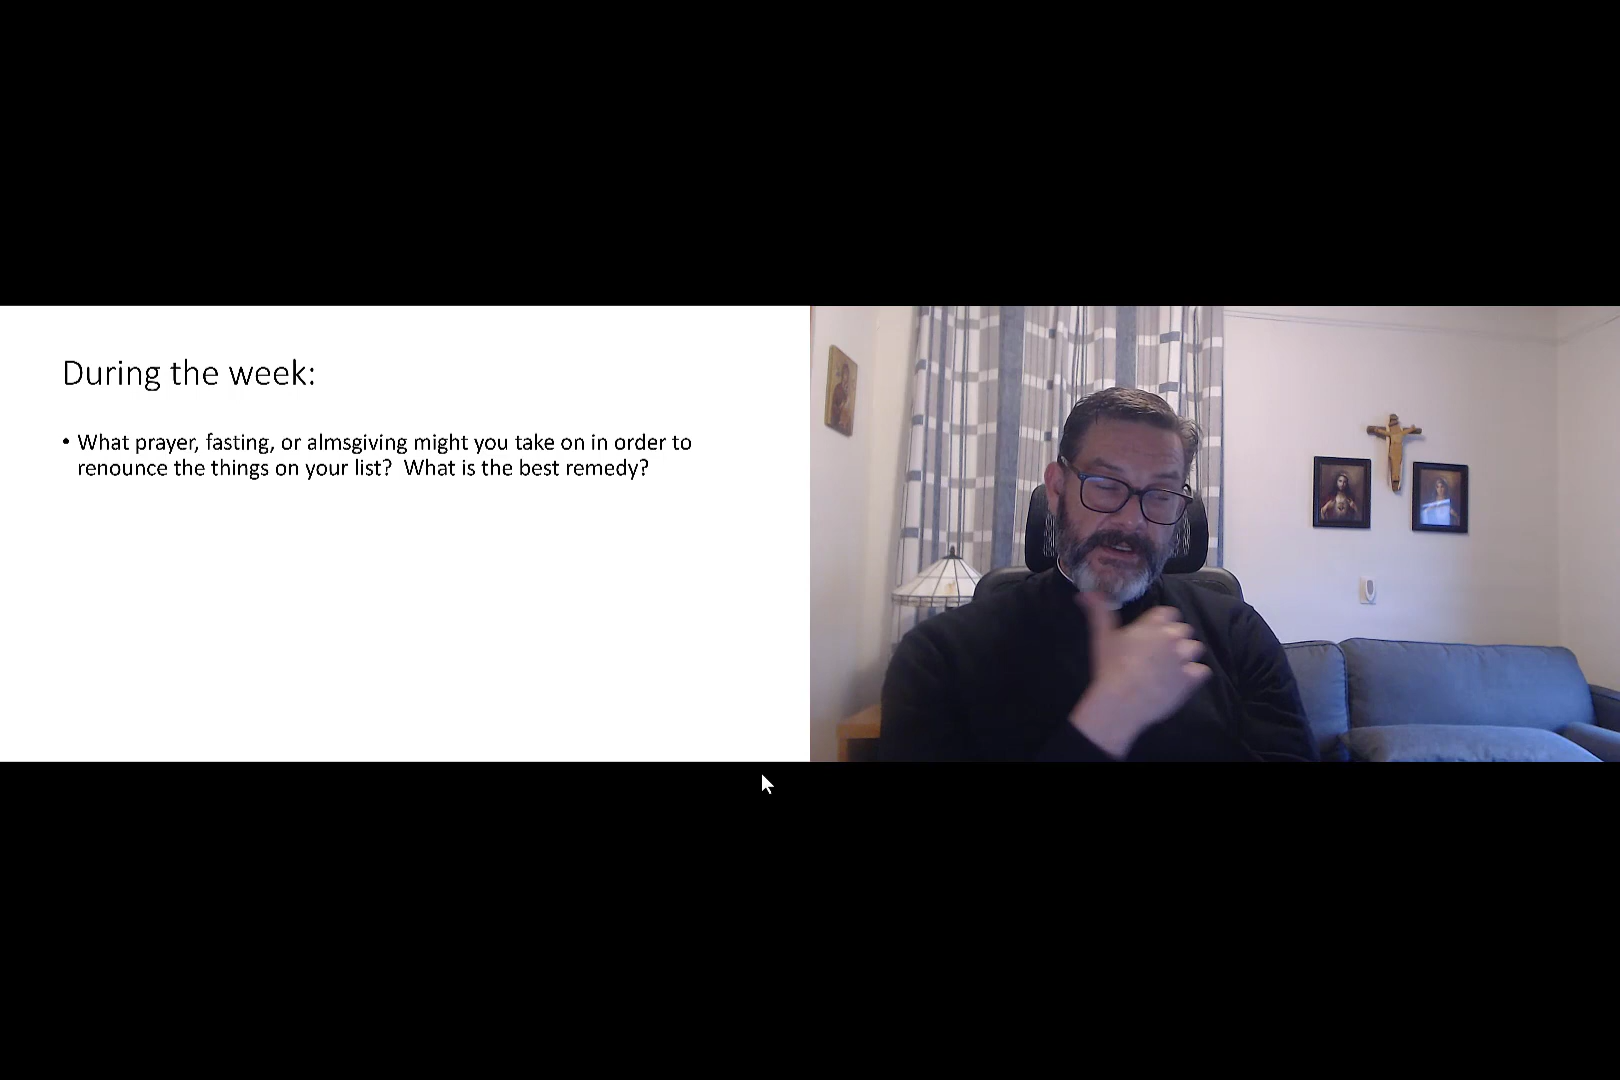 During the week:
• What prayer, fasting, or almsgiving might you take on in order to
renounce the things on your list?  What is the best remedy?